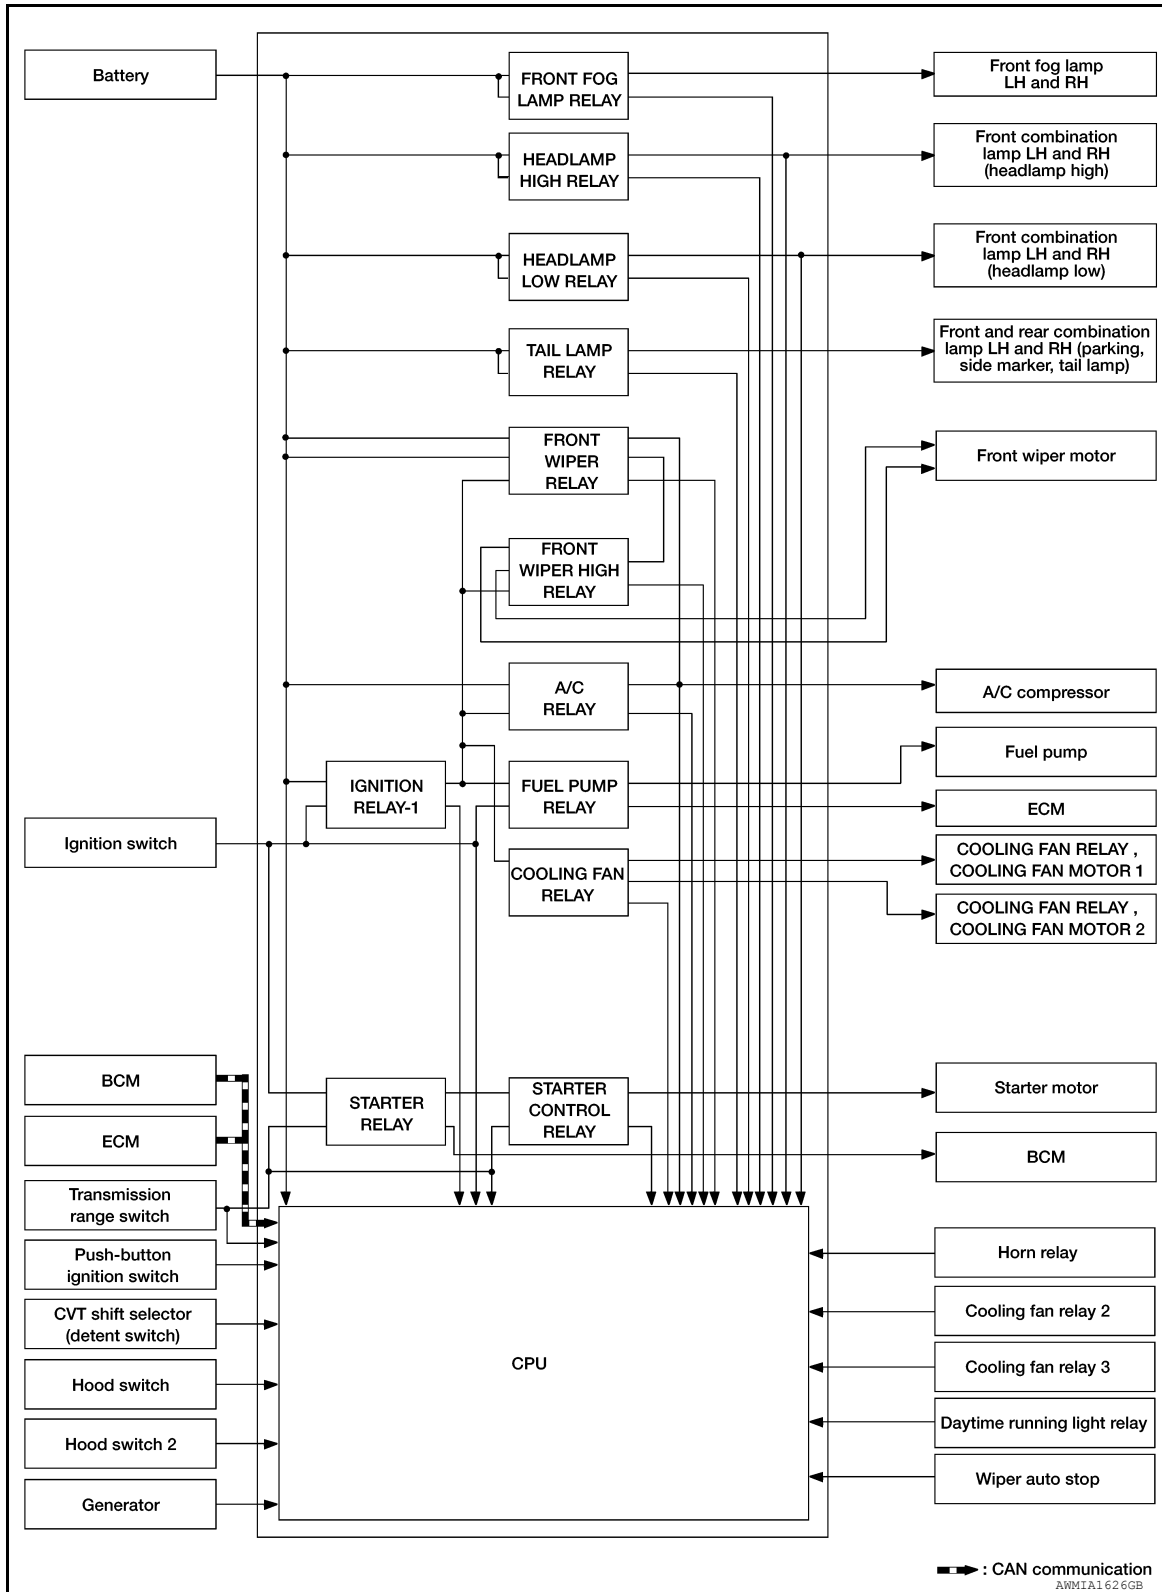 Battery
FRONT FOG
LAMP RELAY
Front fog lamp
LH and RH
HEADLAMP
HIGH RELAY
Front combination
lamp LH and RH
(headlamp high)
HEADLAMP
LOW RELAY
Front combination
lamp LH and RH
(headlamp low)
TAIL LAMP
RELAY
Front and rear combination
lamp LH and RH (parking,
side marker, tail lamp)
FRONT
WIPER
RELAY
Front wiper motor
FRONT
WIPER HIGH
RELAY
A/C
RELAY
A/C compressor
IGNITION
RELAY-1
FUEL PUMP
RELAY
Fuel pump
ECM
Ignition switch
COOLING FAN
RELAY
COOLING FAN RELAY ,
COOLING FAN MOTOR 1
COOLING FAN RELAY ,
COOLING FAN MOTOR 2
BCM
ECM
STARTER
RELAY
STARTER
CONTROL
RELAY
Starter motor
BCM
Transmission
range switch
Push-button
ignition switch
CVT shift selector
(detent switch)
Hood switch
Hood switch 2
Generator
CPU
Horn relay
Cooling fan relay 2
Cooling fan relay 3
Daytime running light relay
Wiper auto stop
: CAN communication
AWMIA1626GB